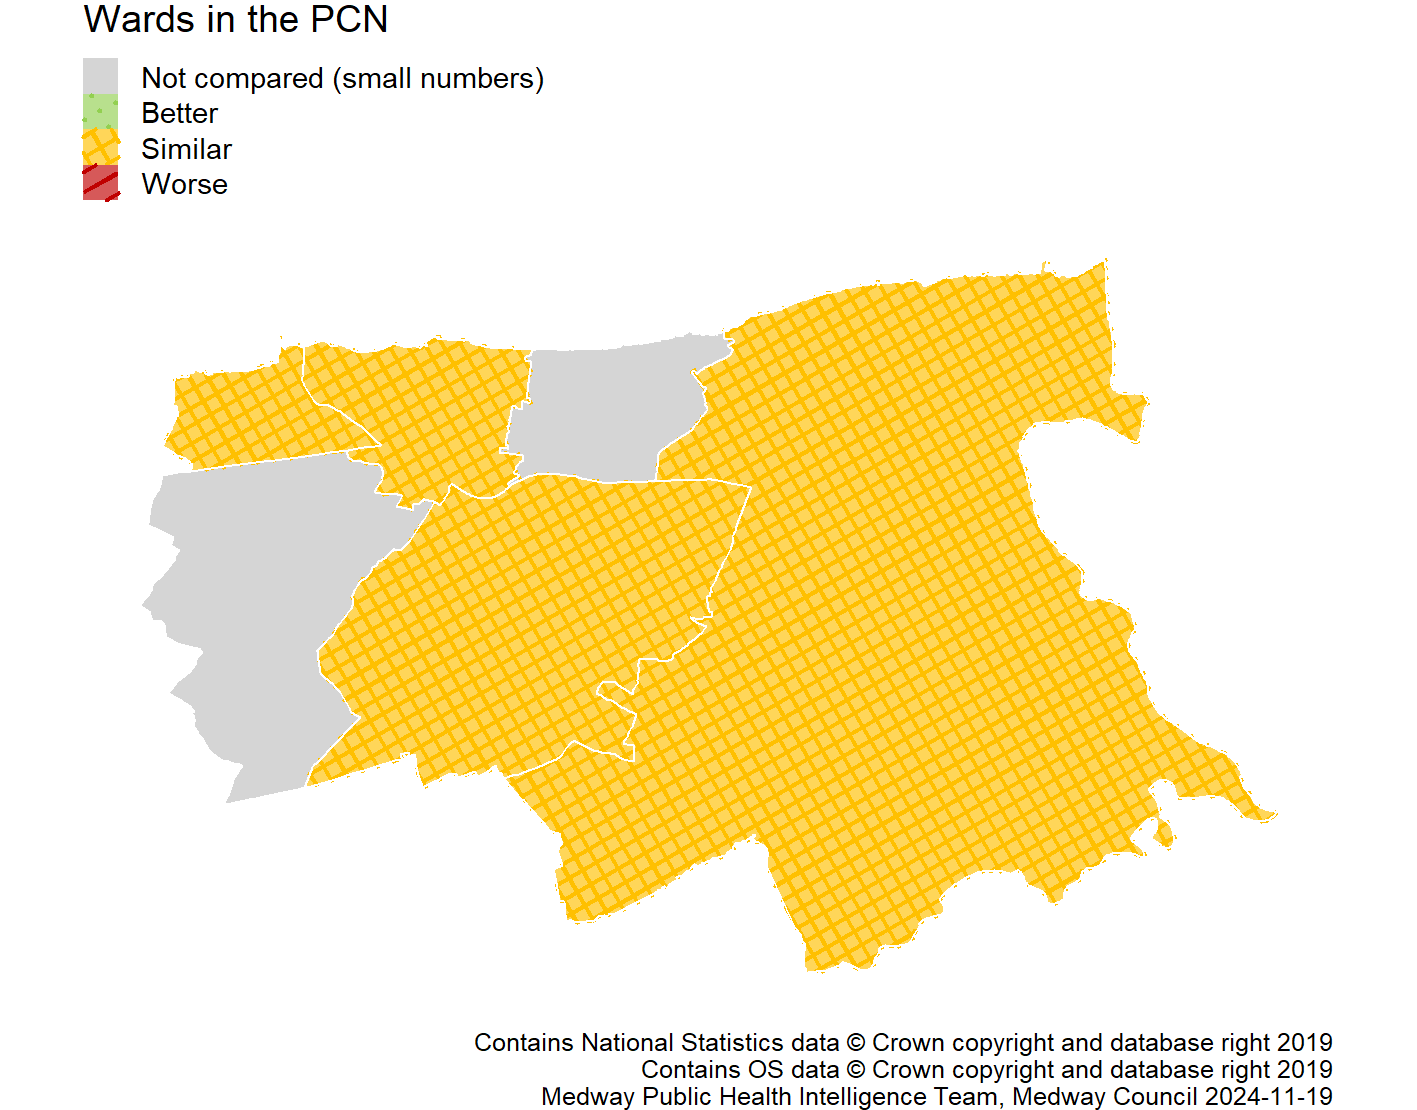 Wards in the PCN
Not compared (small numbers)
Better
Similar
Worse
Contains National Statistics data © Crown copyright and database right 2019
Contains OS data © Crown copyright and database right 2019
Medway Public Health Intelligence Team, Medway Council 2024-11-19